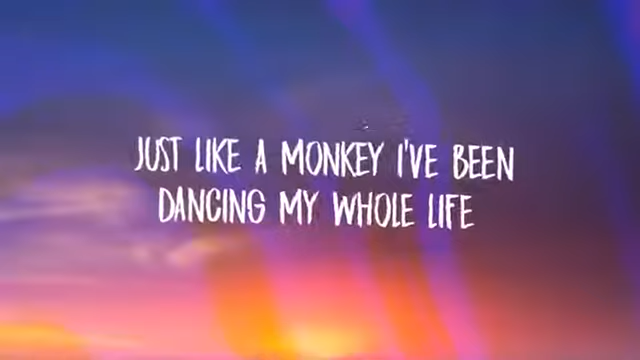 JUST LIKE A MONKEY I'VE BEEN
DANCING MY WHOLE LIFE